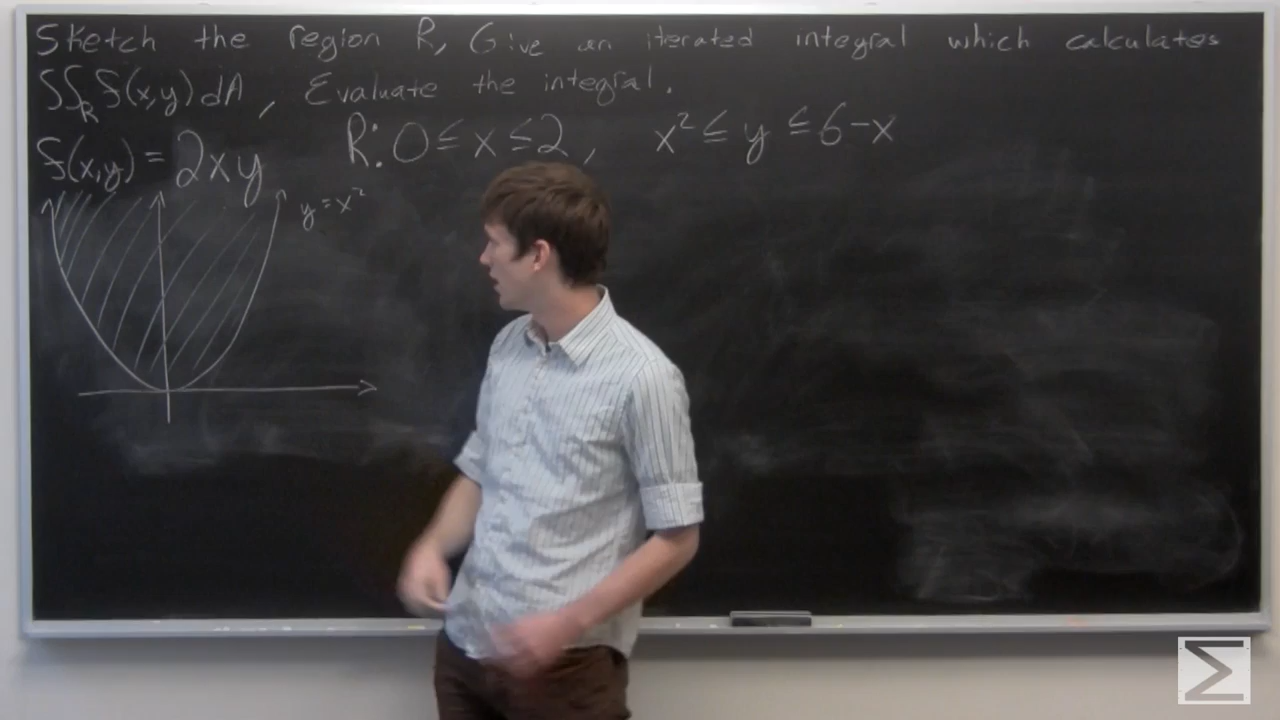 Sketch the region R, Give an iterated integral which calculates
∫∫_R f(x,y) dA, Evaluate the integral.
f(x,y) = 2xy R: 0 ≤ x ≤ 2, x² ≤ y ≤ 6-x
y = x²
Σ